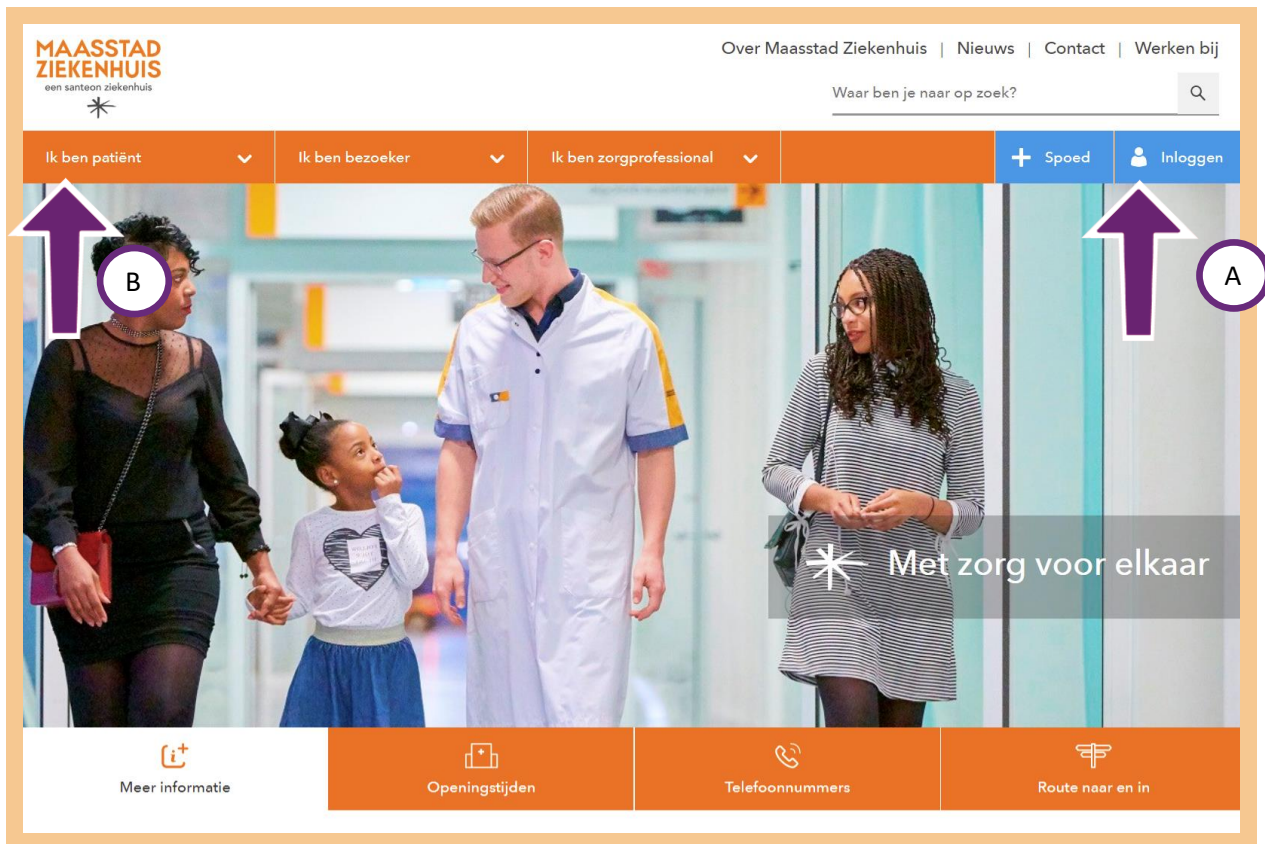 MAASSTAD
ZIEKENHUIS
een santeon ziekenhuis
Over Maasstad Ziekenhuis | Nieuws | Contact | Werken bij
Waar ben je naar op zoek?
Ik ben patiënt
Ik ben bezoeker
Ik ben zorgprofessional
Spoed
Inloggen
B
A
Met zorg voor elkaar
Meer informatie
Openingstijden
Telefoonnummers
Route naar en in